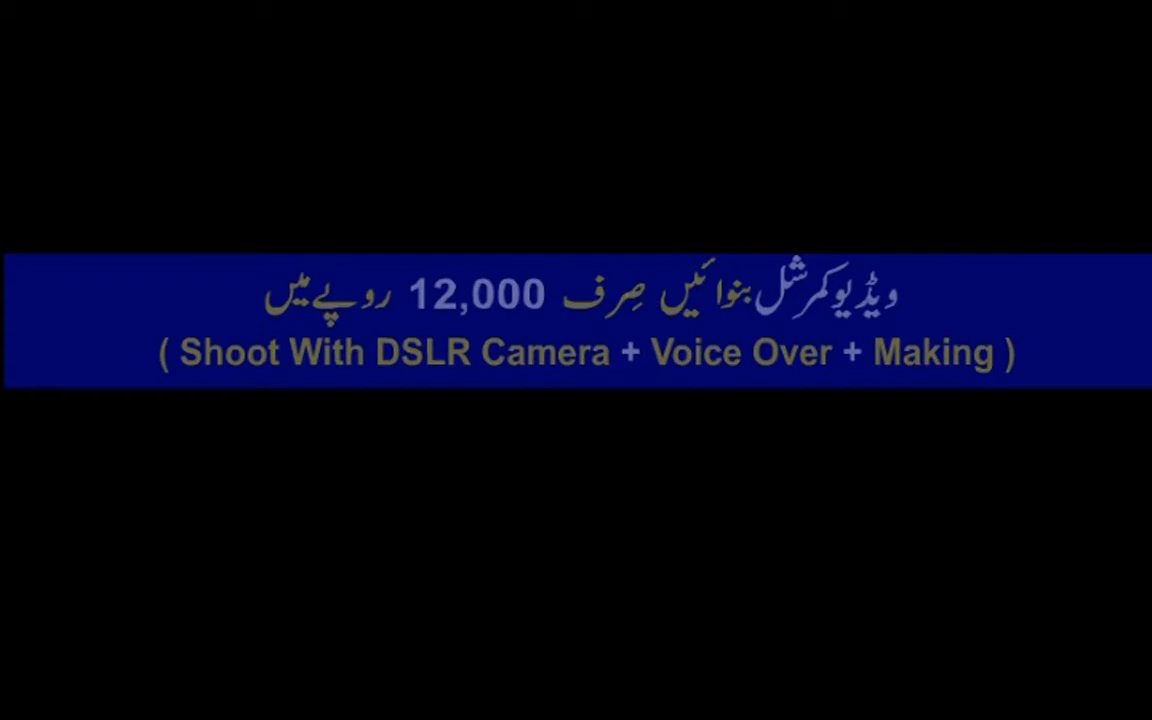 ویڈیو کمرشل بنوائیں صِرف 12,000 روپے میں
( Shoot With DSLR Camera + Voice Over + Making )